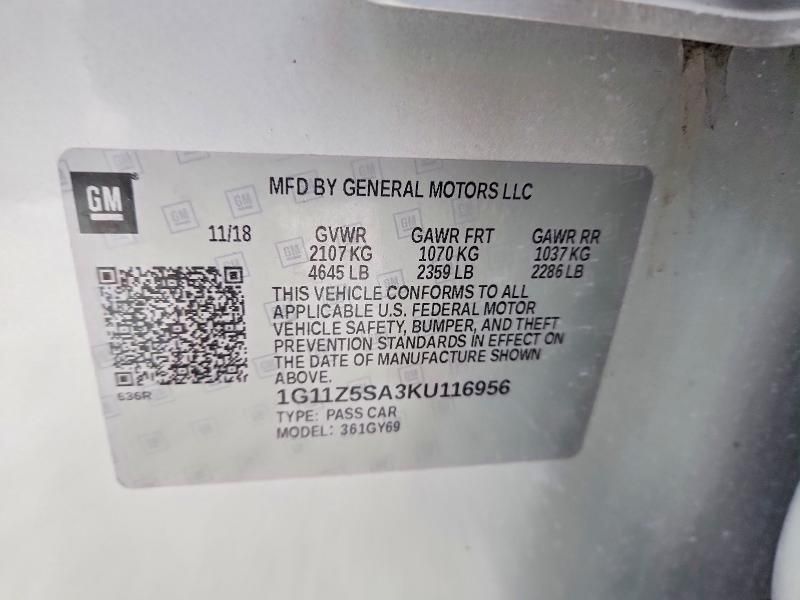 GM
MFD BY GENERAL MOTORS LLC
11/18 GVWR GAWR FRT GAWR RR
2107 KG 1070 KG 1037 KG
4645 LB 2359 LB 2286 LB
THIS VEHICLE CONFORMS TO ALL
APPLICABLE U.S. FEDERAL MOTOR
VEHICLE SAFETY, BUMPER, AND THEFT
PREVENTION STANDARDS IN EFFECT ON
THE DATE OF MANUFACTURE SHOWN
ABOVE.
636R
1G11Z5SA3KU116956
TYPE: PASS CAR
MODEL: 361GY69